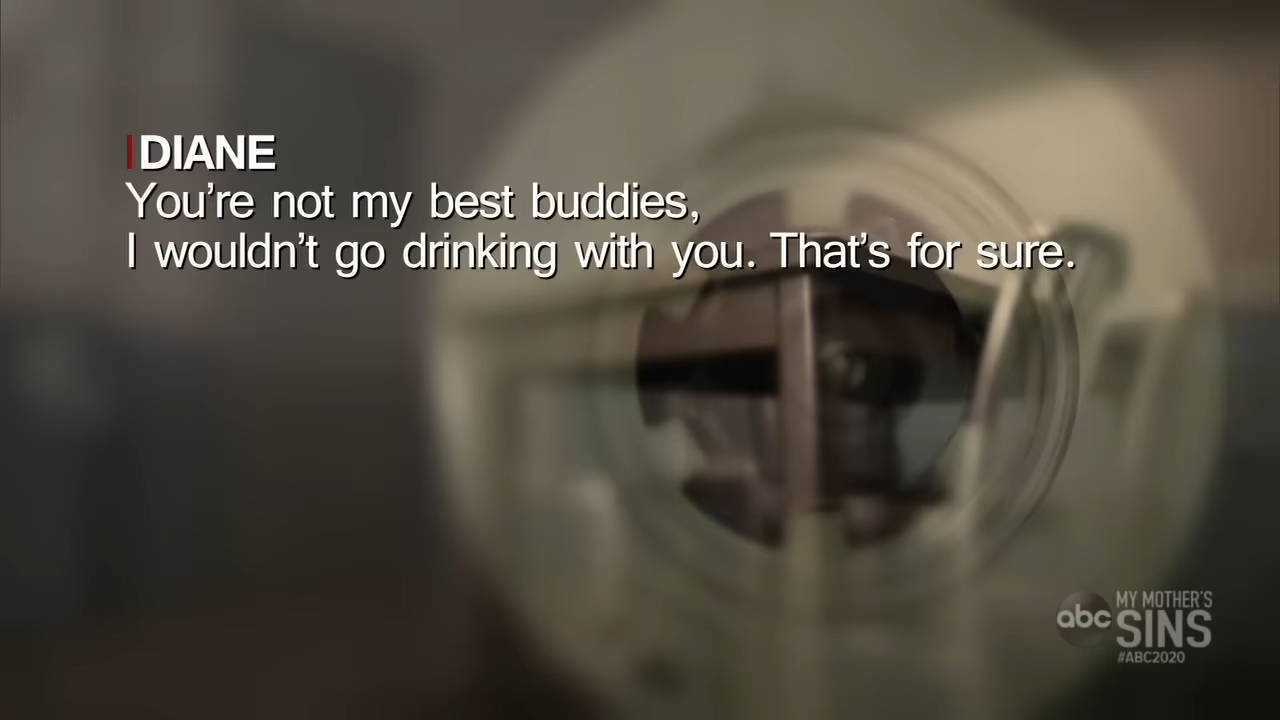 DIANE
You’re not my best buddies,
I wouldn’t go drinking with you. That’s for sure.
abc
MY MOTHER'S
SINS
#ABC2020